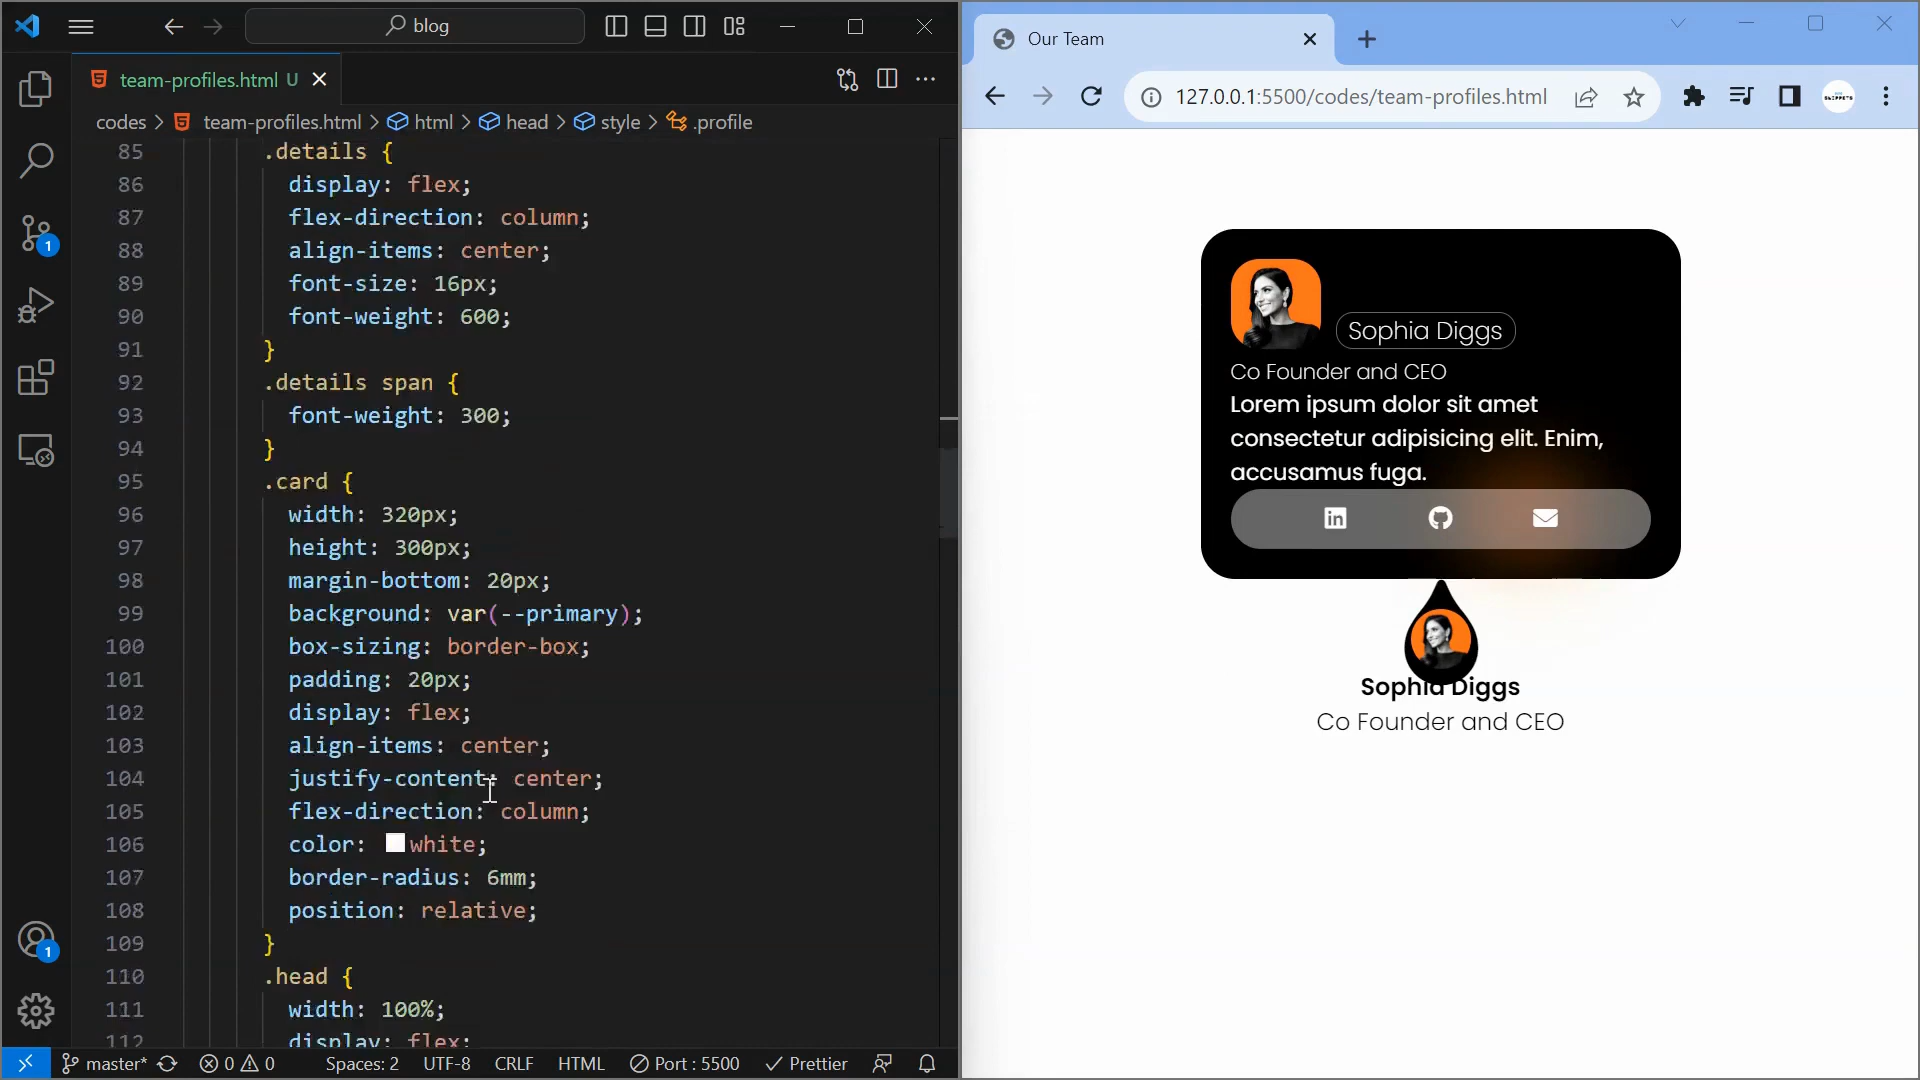 blog
team-profiles.html U
codes > team-profiles.html > html > head > style > .profile
85 .details {
86 display: flex;
87 flex-direction: column;
88 align-items: center;
89 font-size: 16px;
90 font-weight: 600;
91 }
92 .details span {
93 font-weight: 300;
94 }
95 .card {
96 width: 320px;
97 height: 300px;
98 margin-bottom: 20px;
99 background: var(--primary);
100 box-sizing: border-box;
101 padding: 20px;
102 display: flex;
103 align-items: center;
104 justify-content: center;
105 flex-direction: column;
106 color: white;
107 border-radius: 6mm;
108 position: relative;
109 }
110 .head {
111 width: 100%;
112 display: flex;
1
1
master* 0 0 Spaces: 2 UTF-8 CRLF HTML Port : 5500 Prettier
Our Team
127.0.0.1:5500/codes/team-profiles.html
Sophia Diggs
Co Founder and CEO
Lorem ipsum dolor sit amet
consectetur adipisicing elit. Enim,
accusamus fuga.
in
Sophia Diggs
Co Founder and CEO